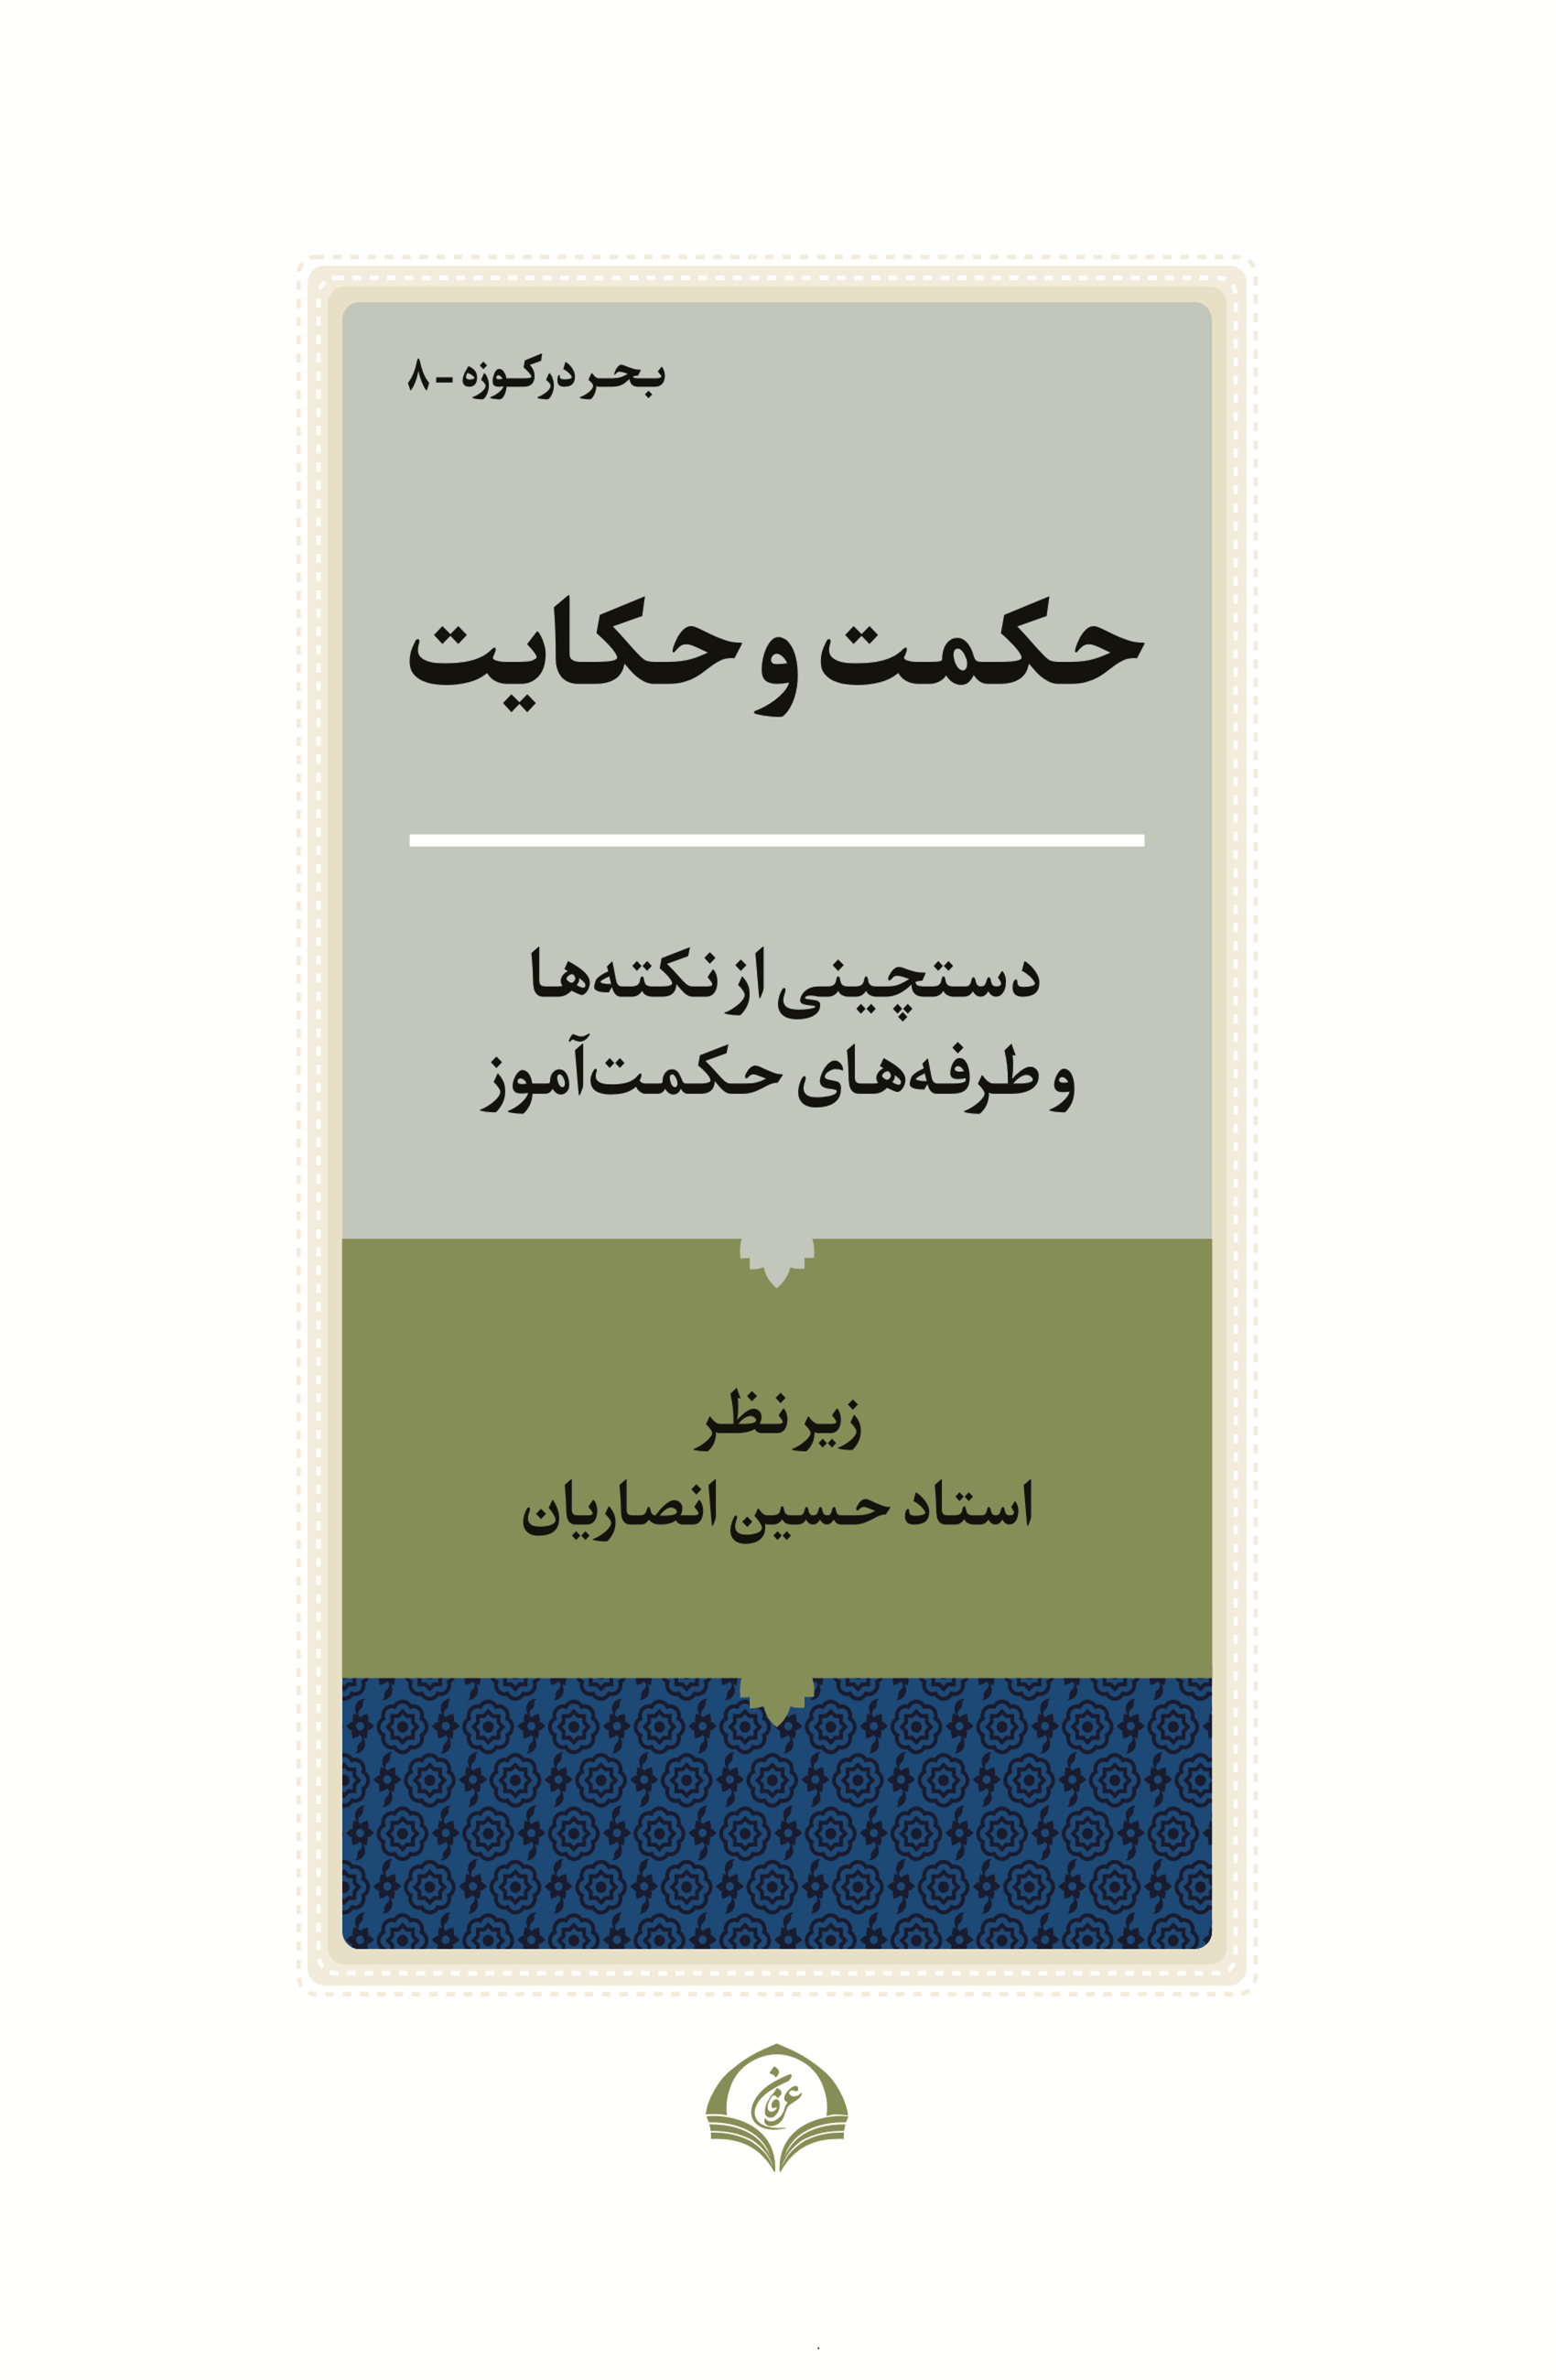 بحر در کوزه - ۸
حکمت و حکایت
دستچینی از نکته‌ها
و طرفه‌های حکمت‌آموز
زیر نظر
استاد حسین انصاریان